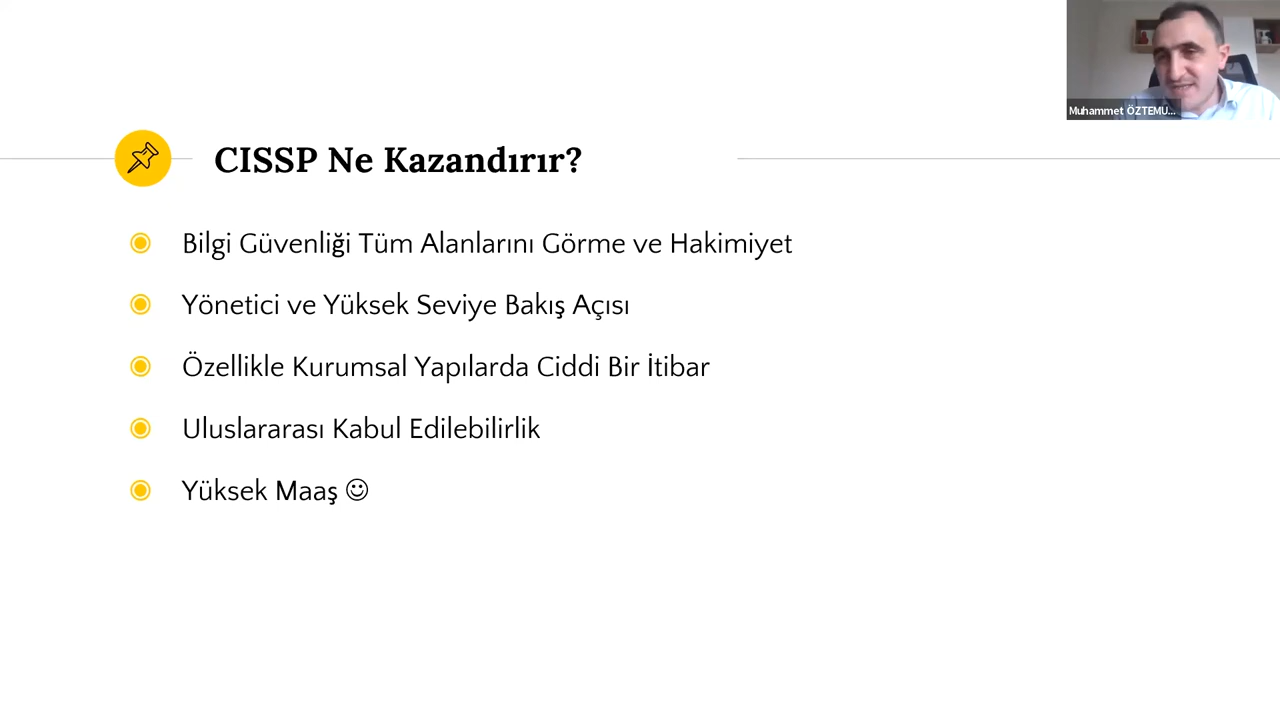 Muhammet ÖZTEMU...
CISSP Ne Kazandırır?
Bilgi Güvenliği Tüm Alanlarını Görme ve Hakimiyet
Yönetici ve Yüksek Seviye Bakış Açısı
Özellikle Kurumsal Yapılarda Ciddi Bir İtibar
Uluslararası Kabul Edilebilirlik
Yüksek Maaş ☺